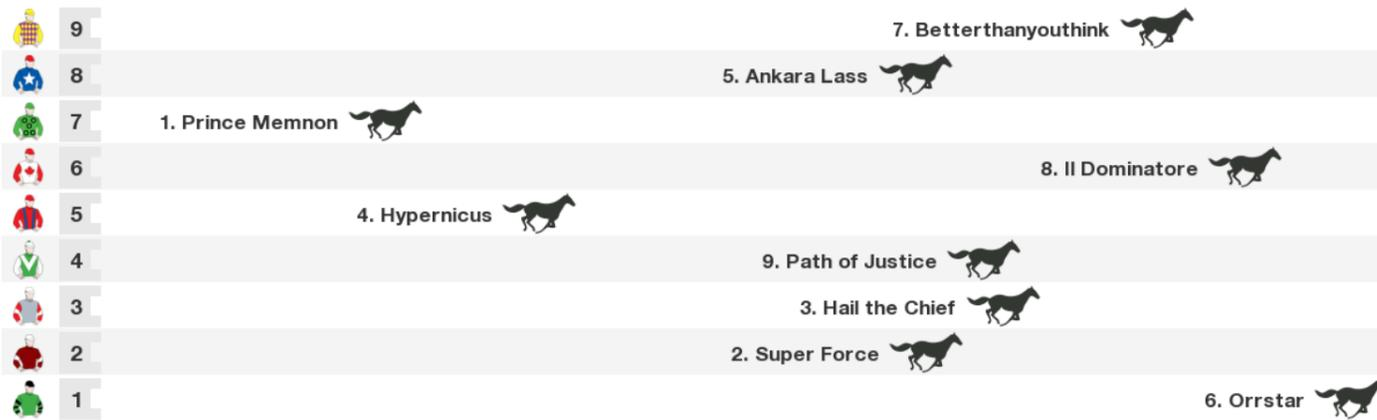 9 7. Betterthanyouthink
8 5. Ankara Lass
7 1. Prince Memnon
6 8. Il Dominatore
5 4. Hypernicus
4 9. Path of Justice
3 3. Hail the Chief
2 2. Super Force
1 6. Orrstar